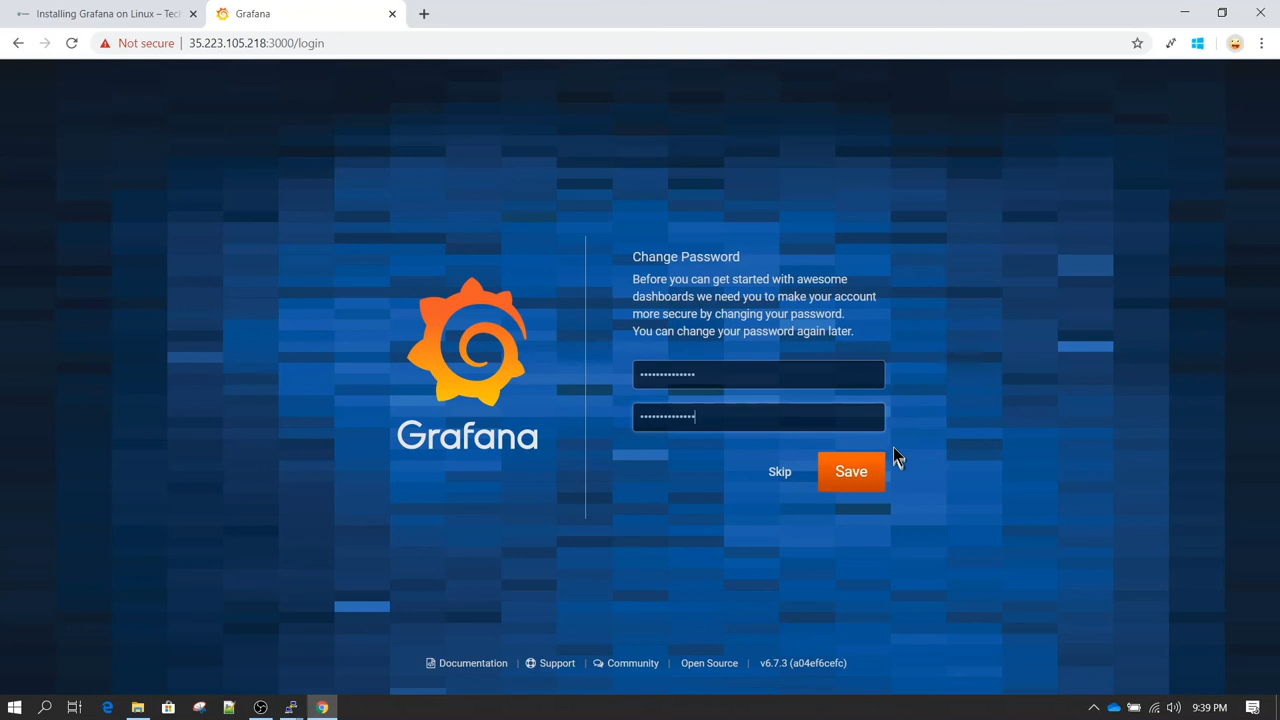 Installing Grafana on Linux – Tech
Grafana
Not secure
35.223.105.218:3000/login
Change Password
Before you can get started with awesome
dashboards we need you to make your account
more secure by changing your password.
You can change your password again later.
••••••••••••••
••••••••••••••
Grafana
Skip
Save
Documentation
Support
Community
Open Source
v6.7.3 (a04ef6cefc)
9:39 PM